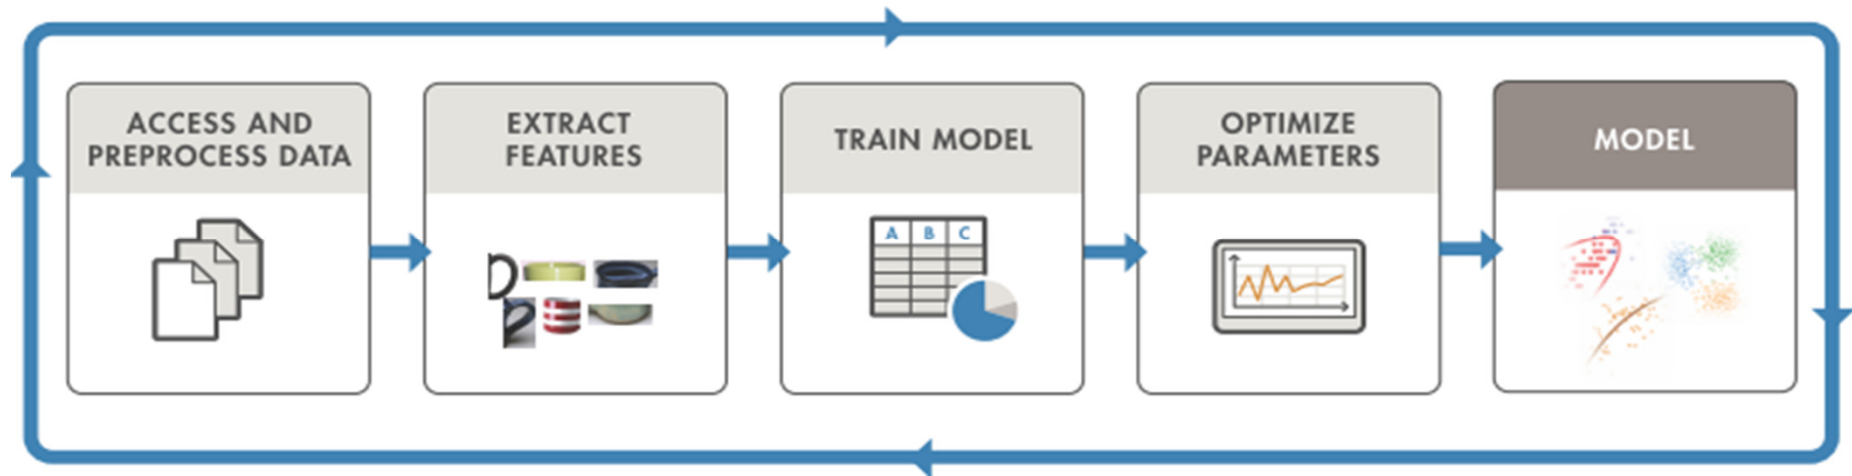 ACCESS AND
PREPROCESS DATA
EXTRACT
FEATURES
TRAIN MODEL
A B C
OPTIMIZE
PARAMETERS
MODEL